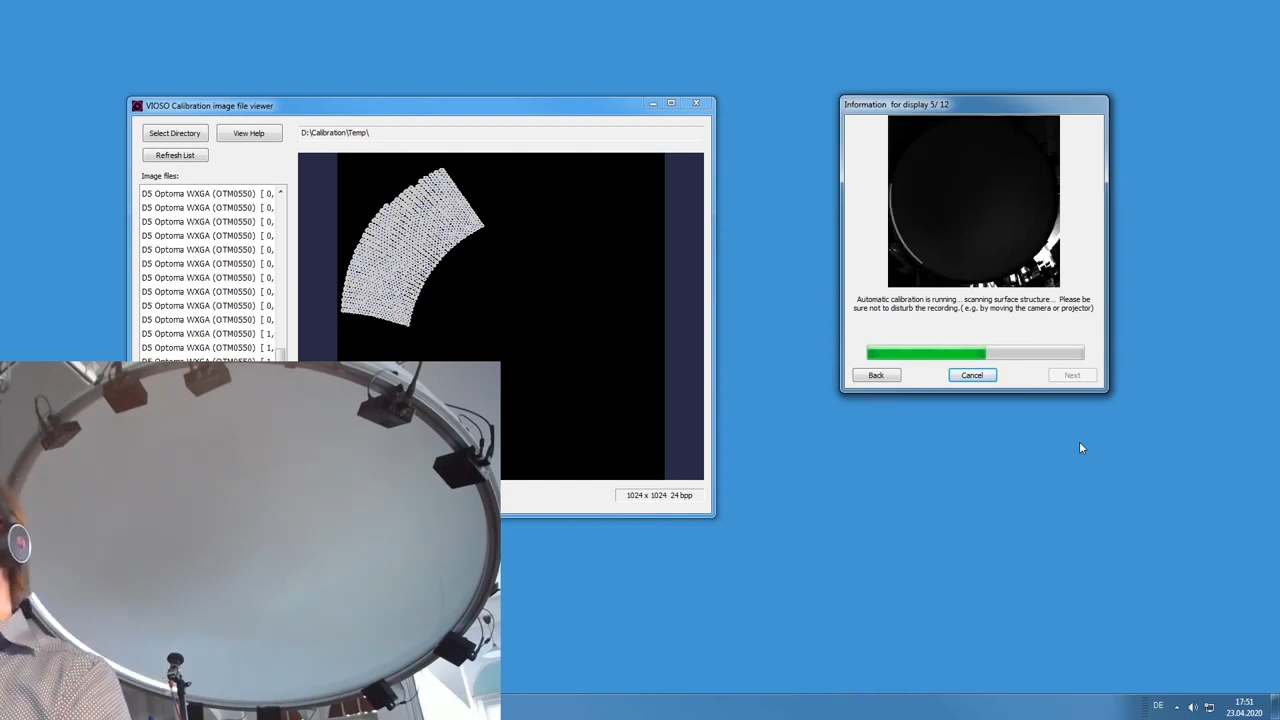 VIOSO Calibration image file viewer
Select Directory
View Help
D:\Calibration\Temp\
Refresh List
Image files:
D5 Optoma WXGA (OTM0550) [ 0,
D5 Optoma WXGA (OTM0550) [ 0,
D5 Optoma WXGA (OTM0550) [ 0,
D5 Optoma WXGA (OTM0550) [ 0,
D5 Optoma WXGA (OTM0550) [ 0,
D5 Optoma WXGA (OTM0550) [ 0,
D5 Optoma WXGA (OTM0550) [ 0,
D5 Optoma WXGA (OTM0550) [ 0,
D5 Optoma WXGA (OTM0550) [ 0,
D5 Optoma WXGA (OTM0550) [ 0,
D5 Optoma WXGA (OTM0550) [ 1,
D5 Optoma WXGA (OTM0550) [ 1,
1024 x 1024 24 bpp
Information for display 5/ 12
Automatic calibration is running... scanning surface structure... Please be
sure not to disturb the recording.( e.g. by moving the camera or projector)
Back
Cancel
Next
DE
17:51
23.04.2020